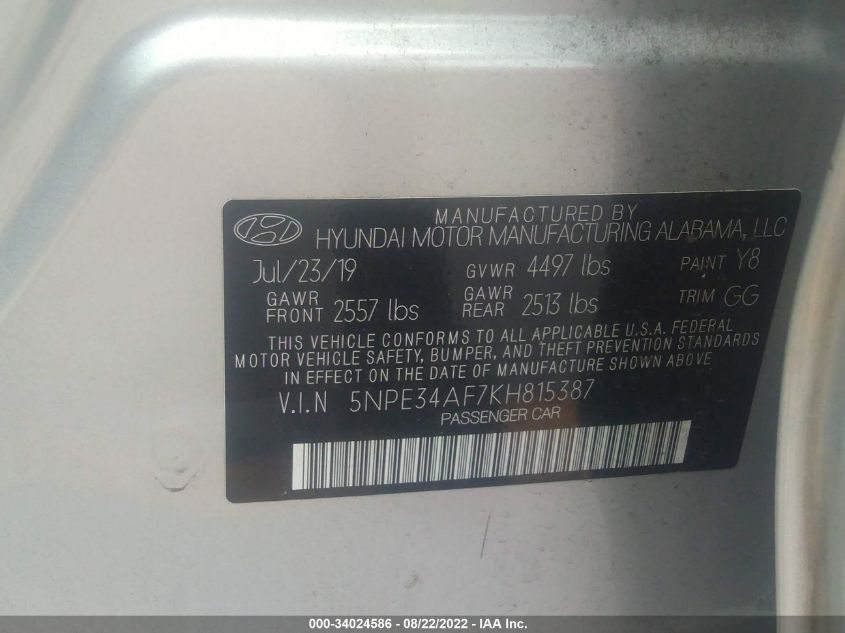 MANUFACTURED BY
HYUNDAI MOTOR MANUFACTURING ALABAMA, LLC
Jul/23/19 GVWR 4497 lbs PAINT Y8
GAWR FRONT 2557 lbs GAWR REAR 2513 lbs TRIM GG
THIS VEHICLE CONFORMS TO ALL APPLICABLE U.S.A. FEDERAL
MOTOR VEHICLE SAFETY, BUMPER, AND THEFT PREVENTION STANDARDS
IN EFFECT ON THE DATE OF MANUFACTURE SHOWN ABOVE
V.I.N 5NPE34AF7KH815387
PASSENGER CAR
000-34024586 - 08/22/2022 - IAA Inc.